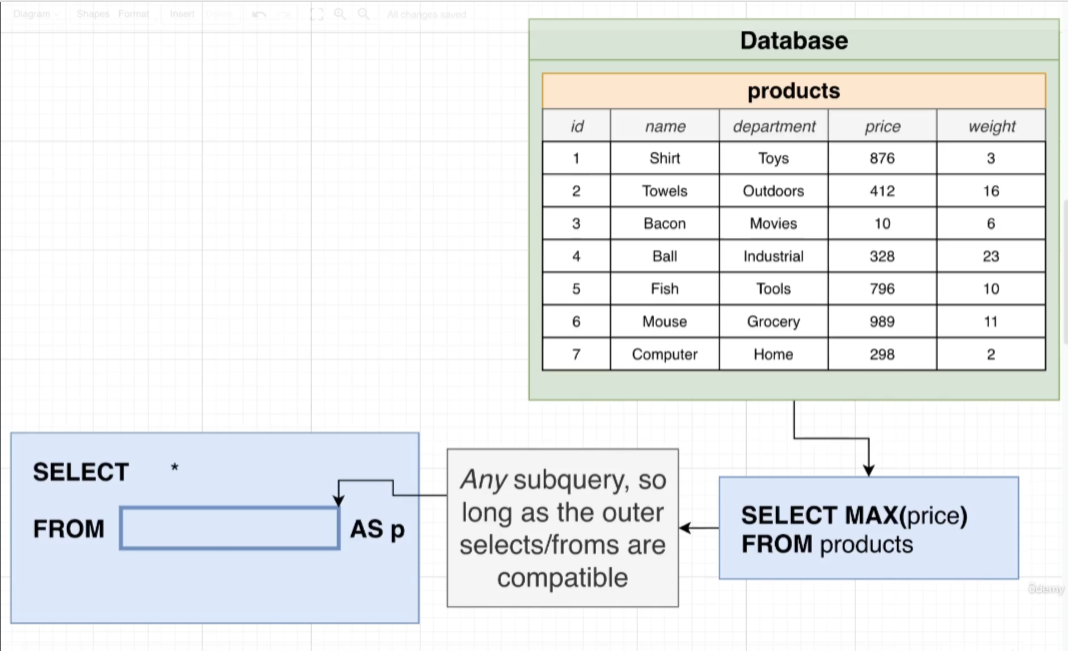 Diagram Shapes Format Insert All changes saved
Database
products
id name department price weight
1 Shirt Toys 876 3
2 Towels Outdoors 412 16
3 Bacon Movies 10 6
4 Ball Industrial 328 23
5 Fish Tools 796 10
6 Mouse Grocery 989 11
7 Computer Home 298 2
SELECT *
FROM AS p
Any subquery, so
long as the outer
selects/froms are
compatible
SELECT MAX(price)
FROM products
ûdemy